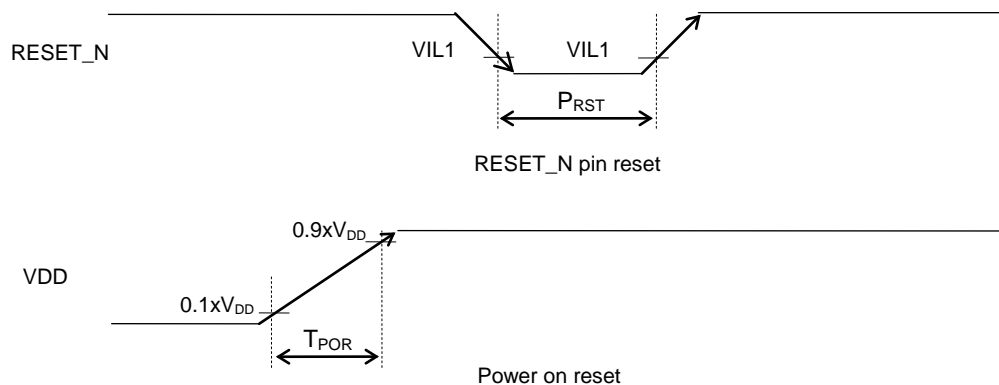 RESET_N
VIL1
VIL1
PRST
RESET_N pin reset
0.9xVDD
VDD
0.1xVDD
TPOR
Power on reset